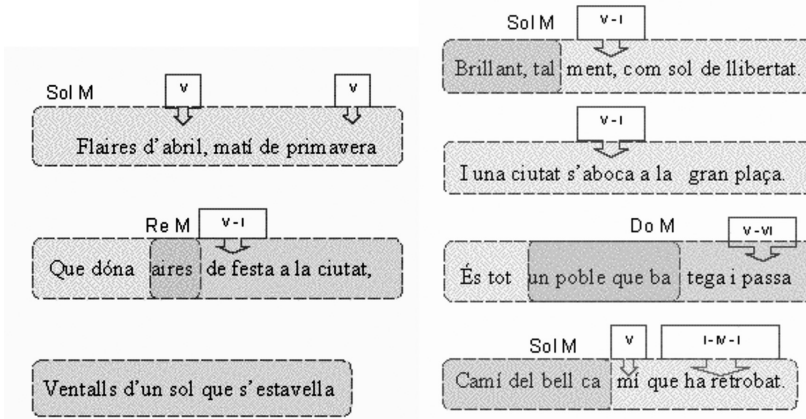 Sol M
V V
Flaires d'abril, matí de primavera
Re M V-I
Que dóna aires de festa a la ciutat,
Ventalls d'un sol que s'estavella
Sol M V-I
Brillant, tal ment, com sol de llibertat.
V-I
I una ciutat s'aboca a la gran plaça.
Do M V-VI
És tot un poble que ba tega i passa
Sol M V I-IV-I
Camí del bell ca mí que ha retrobat.